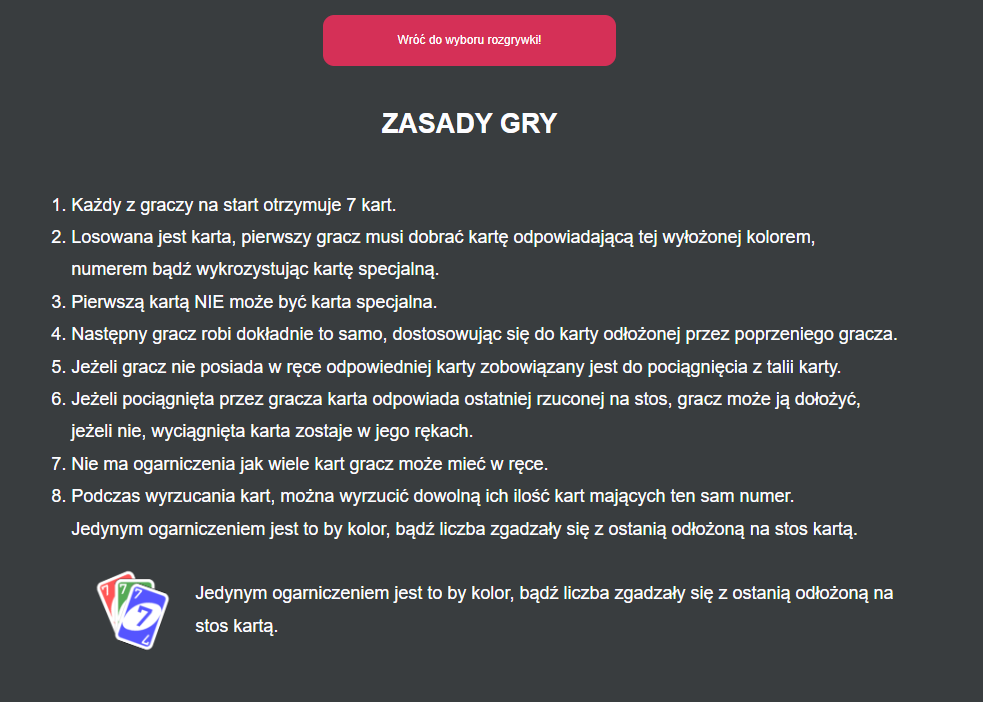 Wróć do wyboru rozgrywki!
ZASADY GRY
1. Każdy z graczy na start otrzymuje 7 kart.
2. Losowana jest karta, pierwszy gracz musi dobrać kartę odpowiadającą tej wyłożonej kolorem,
numerem bądź wykrozystując kartę specjalną.
3. Pierwszą kartą NIE może być karta specjalna.
4. Następny gracz robi dokładnie to samo, dostosowując się do karty odłożonej przez poprzeniego gracza.
5. Jeżeli gracz nie posiada w ręce odpowiedniej karty zobowiązany jest do pociągnięcia z talii karty.
6. Jeżeli pociągnięta przez gracza karta odpowiada ostatniej rzuconej na stos, gracz może ją dołożyć,
jeżeli nie, wyciągnięta karta zostaje w jego rękach.
7. Nie ma ogarniczenia jak wiele kart gracz może mieć w ręce.
8. Podczas wyrzucania kart, można wyrzucić dowolną ich ilość kart mających ten sam numer.
Jedynym ogarniczeniem jest to by kolor, bądź liczba zgadzały się z ostanią odłożoną na stos kartą.
7 7 7
7
7
Jedynym ogarniczeniem jest to by kolor, bądź liczba zgadzały się z ostanią odłożoną na
stos kartą.